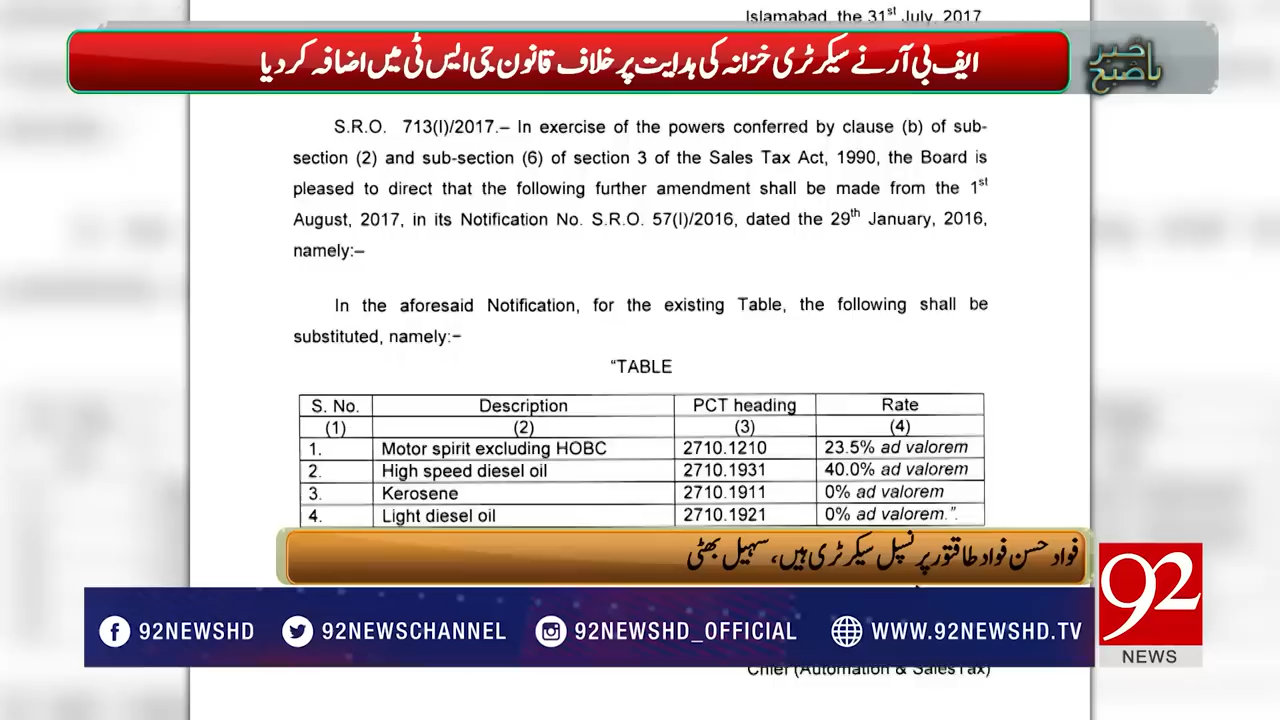 Islamabad, the 31st July, 2017
ایف بی آر نے سیکرٹری خزانہ کی ہدایت پر خلاف قانون جی ایس ٹی میں اضافہ کر دیا
باخبر صبح
S.R.O. 713(I)/2017.– In exercise of the powers conferred by clause (b) of sub-
section (2) and sub-section (6) of section 3 of the Sales Tax Act, 1990, the Board is
pleased to direct that the following further amendment shall be made from the 1st
August, 2017, in its Notification No. S.R.O. 57(I)/2016, dated the 29th January, 2016,
namely:–
In the aforesaid Notification, for the existing Table, the following shall be
substituted, namely:–
“TABLE
S. No. Description PCT heading Rate
(1) (2) (3) (4)
1. Motor spirit excluding HOBC 2710.1210 23.5% ad valorem
2. High speed diesel oil 2710.1931 40.0% ad valorem
3. Kerosene 2710.1911 0% ad valorem
4. Light diesel oil 2710.1921 0% ad valorem.”.
فواد حسن فواد طاقتور پرنسپل سیکرٹری ہیں، سہیل بھٹی
92NEWSHD 92NEWSCHANNEL 92NEWSHD_OFFICIAL WWW.92NEWSHD.TV
92
NEWS
Chief (Automation & SalesTax)